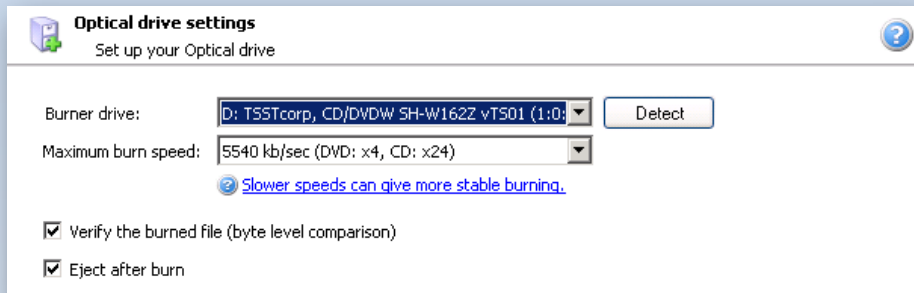 Optical drive settings
Set up your Optical drive
Burner drive: D: TSSTcorp, CD/DVDW SH-W162Z vTS01 (1:0: Detect
Maximum burn speed: 5540 kb/sec (DVD: x4, CD: x24)
Slower speeds can give more stable burning.
Verify the burned file (byte level comparison)
Eject after burn